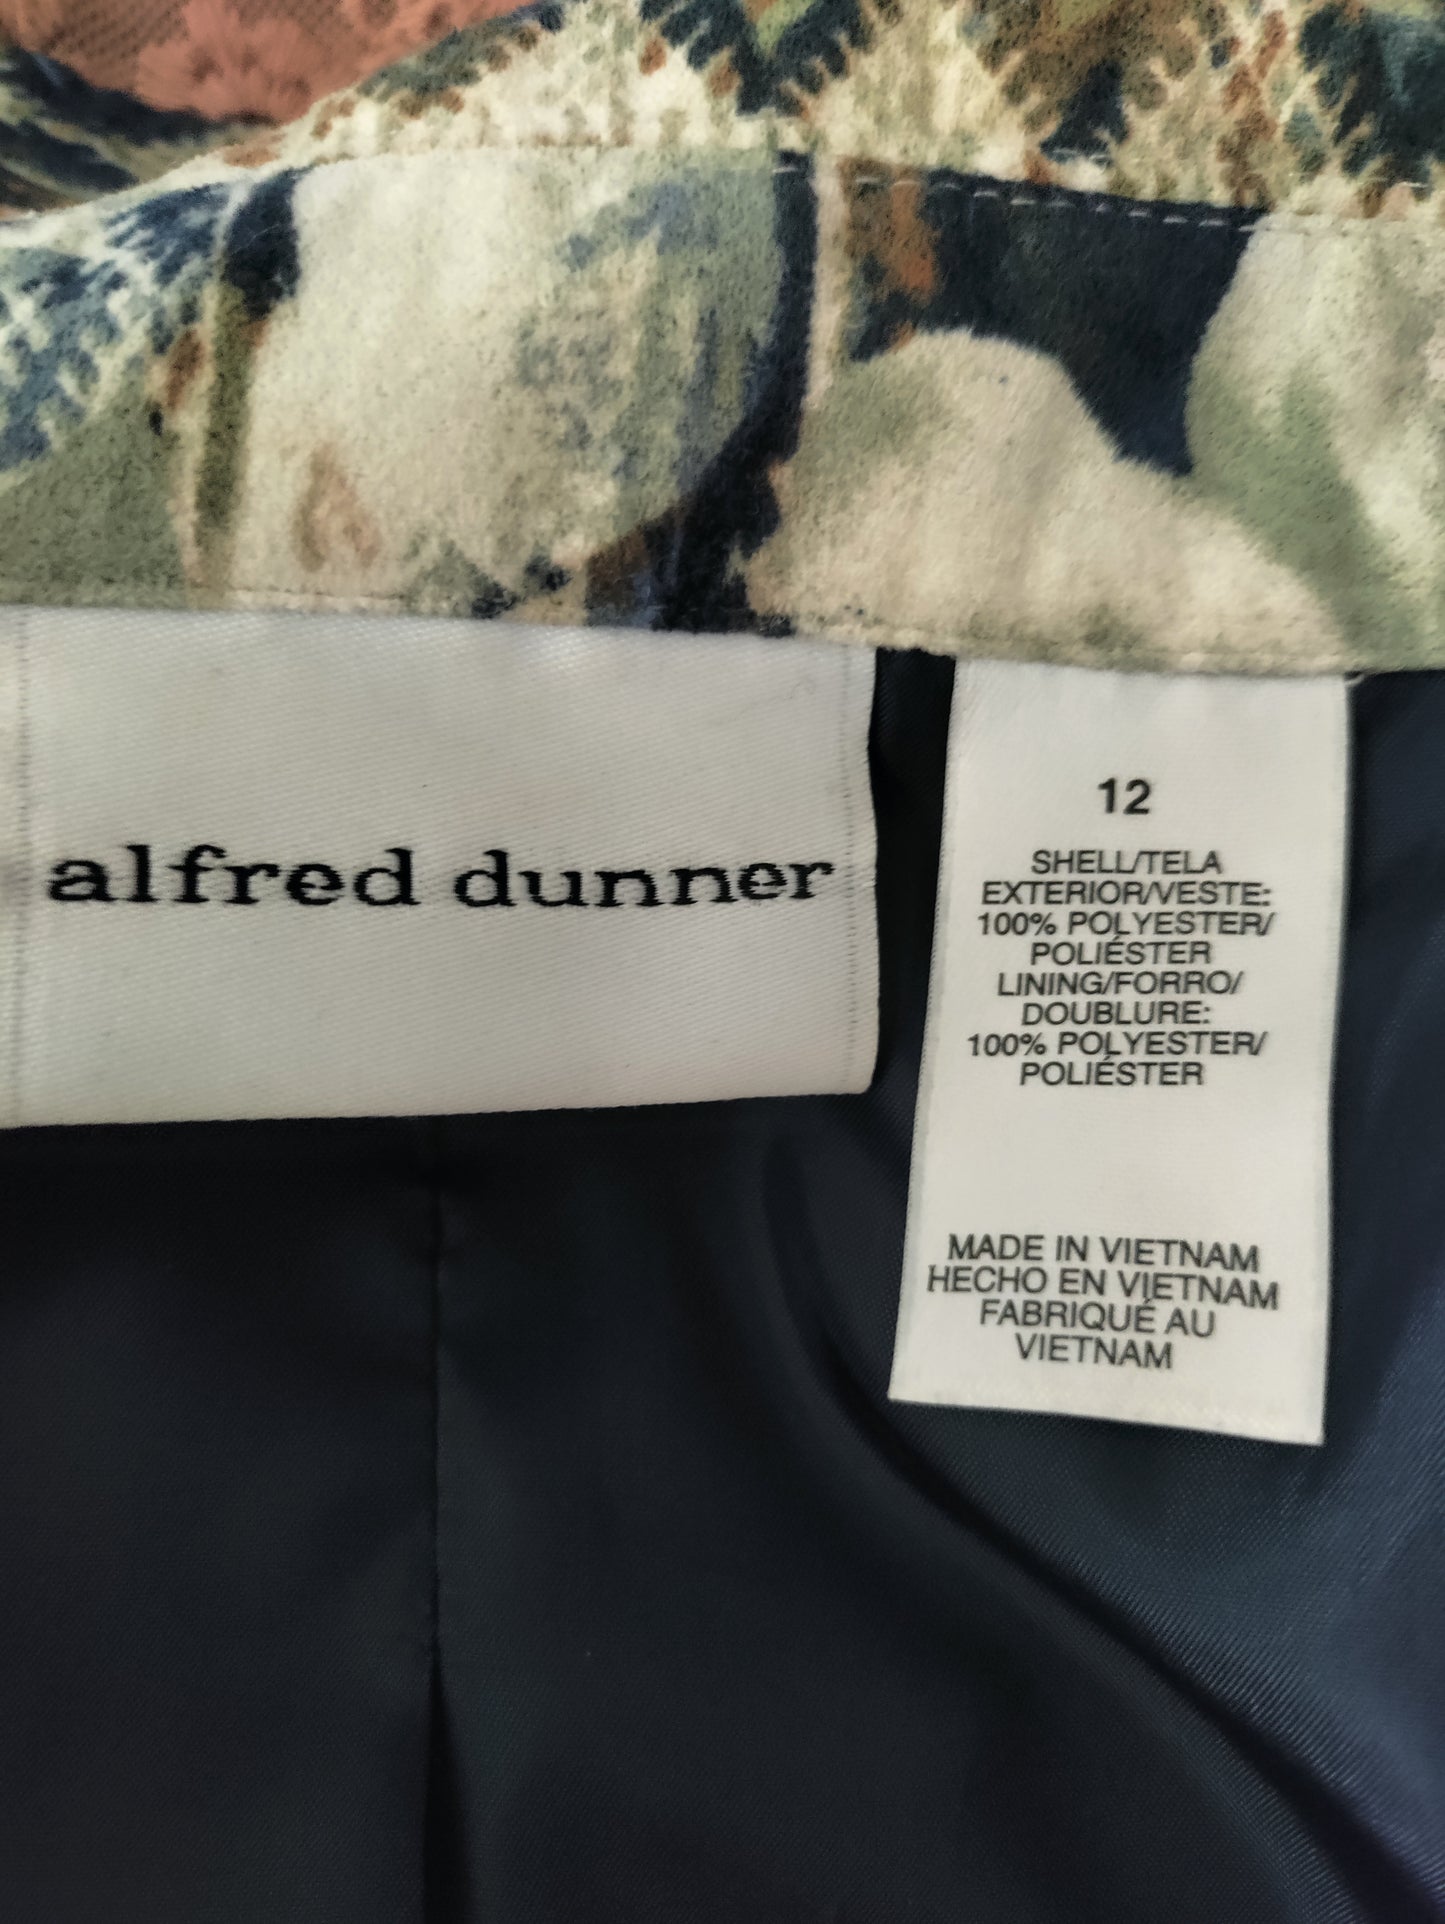 alfred dunner
12
SHELL/TELA
EXTERIOR/VESTE:
100% POLYESTER/
POLIÉSTER
LINING/FORRO/
DOUBLURE:
100% POLYESTER/
POLIÉSTER
MADE IN VIETNAM
HECHO EN VIETNAM
FABRIQUÉ AU
VIETNAM